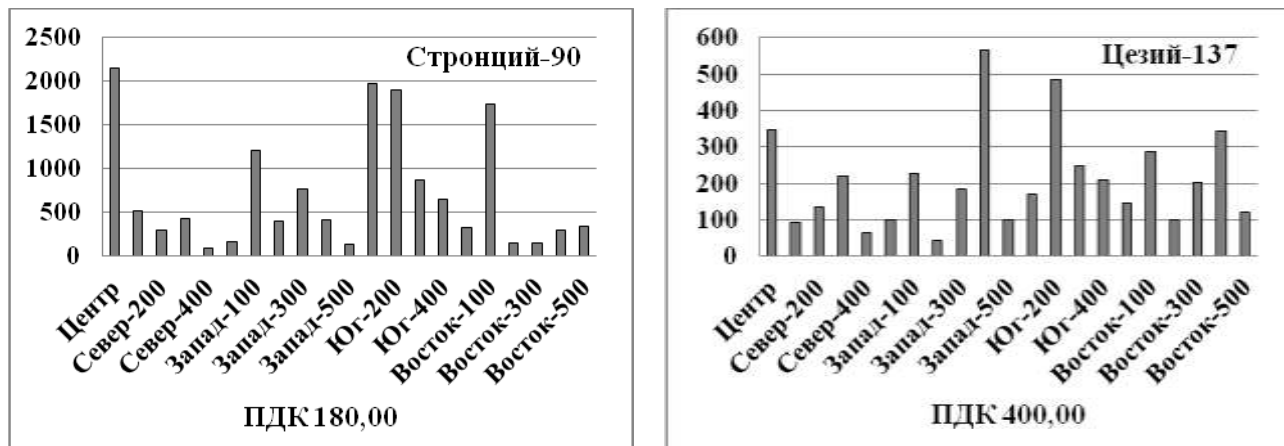 Стронций-90
2500
2000
1500
1000
500
0
Центр
Север-200
Север-400
Запад-100
Запад-300
Запад-500
Юг-200
Юг-400
Восток-100
Восток-300
Восток-500
ПДК 180,00
Цезий-137
600
500
400
300
200
100
0
Центр
Север-200
Север-400
Запад-100
Запад-300
Запад-500
Юг-200
Юг-400
Восток-100
Восток-300
Восток-500
ПДК 400,00